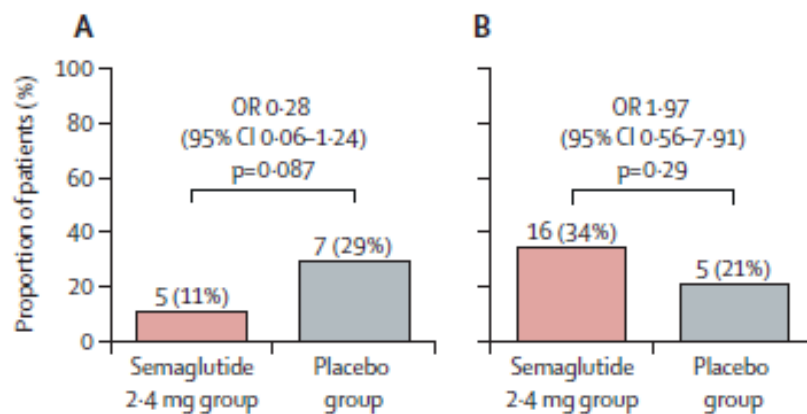 A
Proportion of patients (%)
100
80
60
40
20
0
OR 0·28
(95% CI 0·06–1·24)
p=0·087
5 (11%)
7 (29%)
Semaglutide
2·4 mg group
Placebo
group
B
OR 1·97
(95% CI 0·56–7·91)
p=0·29
16 (34%)
5 (21%)
Semaglutide
2·4 mg group
Placebo
group